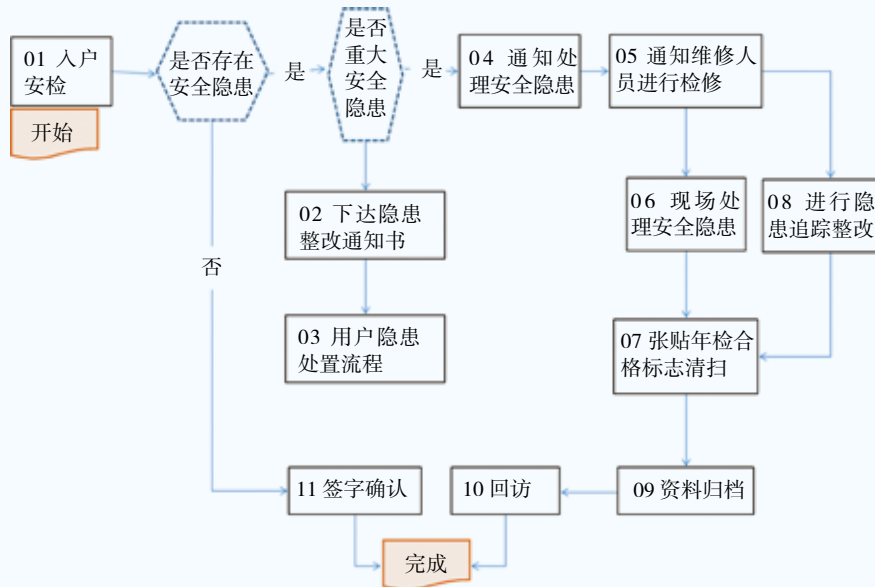 01 入户
安检
开始
是否存在
安全隐患
是
是否
重大
安全
隐患
是
04 通知处
理安全隐患
05 通知维修人
员进行检修
02 下达隐患
整改通知书
06 现场处
理安全隐患
08 进行隐
患追踪整改
否
03 用户隐患
处置流程
07 张贴年检合
格标志清扫
11 签字确认
10 回访
09 资料归档
完成